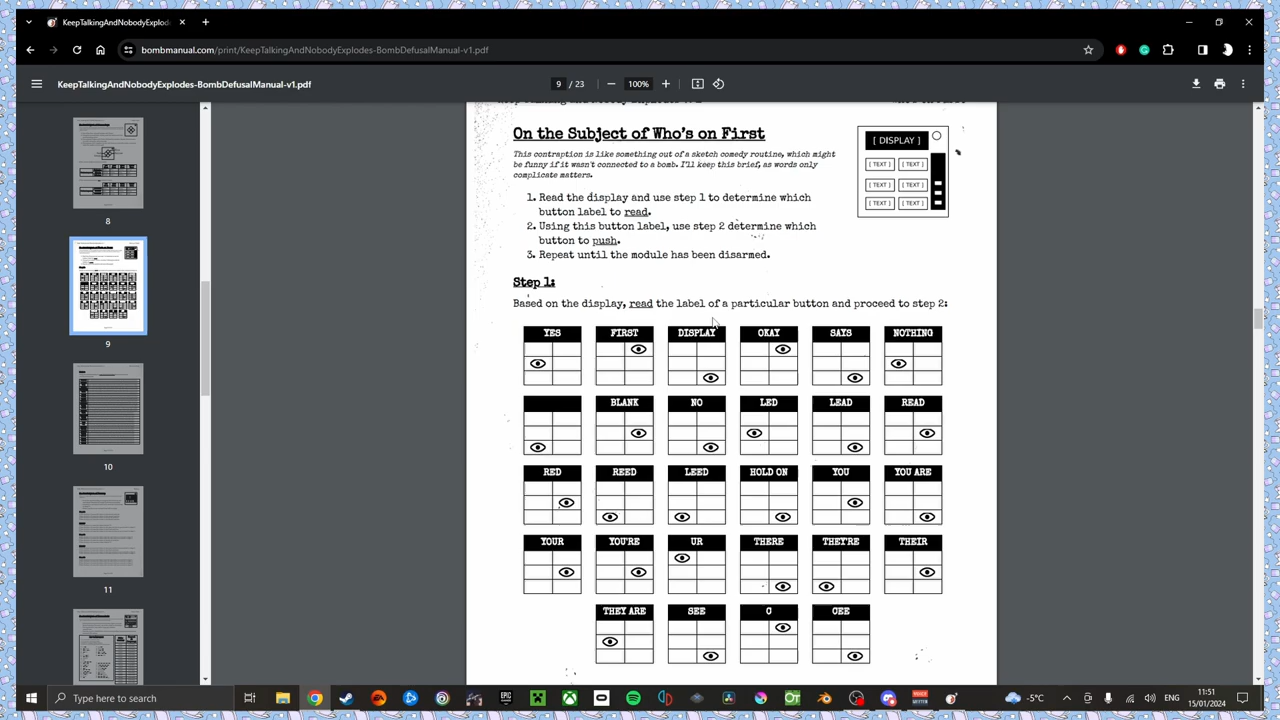 KeepTalkingAndNobodyExplod
bombmanual.com/print/KeepTalkingAndNobodyExplodes-BombDefusalManual-v1.pdf
KeepTalkingAndNobodyExplodes-BombDefusalManual-v1.pdf
9 / 23
100%
8
9
10
11
On the Subject of Who's on First
This contraption is like something out of a sketch comedy routine, which might
be funny if it wasn't connected to a bomb. I'll keep this brief, as words only
complicate matters.
[ DISPLAY ]
[ TEXT ] [ TEXT ]
[ TEXT ] [ TEXT ]
[ TEXT ] [ TEXT ]
1. Read the display and use step 1 to determine which
button label to read.
2. Using this button label, use step 2 determine which
button to push.
3. Repeat until the module has been disarmed.
Step 1:
Based on the display, read the label of a particular button and proceed to step 2:
YES FIRST DISPLAY OKAY SAYS NOTHING
BLANK NO LED LEAD READ
RED REED LEED HOLD ON YOU YOU ARE
YOUR YOU'RE UR THERE THEY'RE THEIR
THEY ARE SEE C CEE
Type here to search
EPIC
-5°C
ENG
11:51
15/01/2024